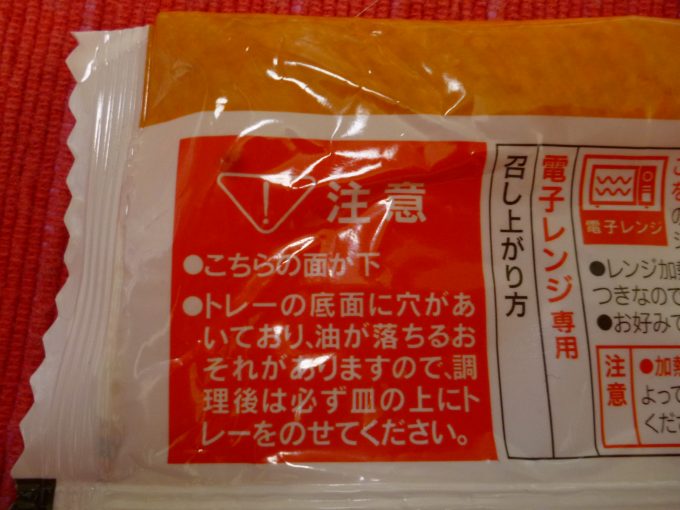 注意
●こちらの面が下
●トレーの底面に穴があ
いており、油が落ちるお
それがありますので、調
理後は必ず皿の上にト
レーをのせてください。
召し上がり方
電子レンジ専用
電子レンジ
こ
を
の
ジ
●レンジ加熱
つきなので
●お好みで
注意
●加熱
よって
くださ